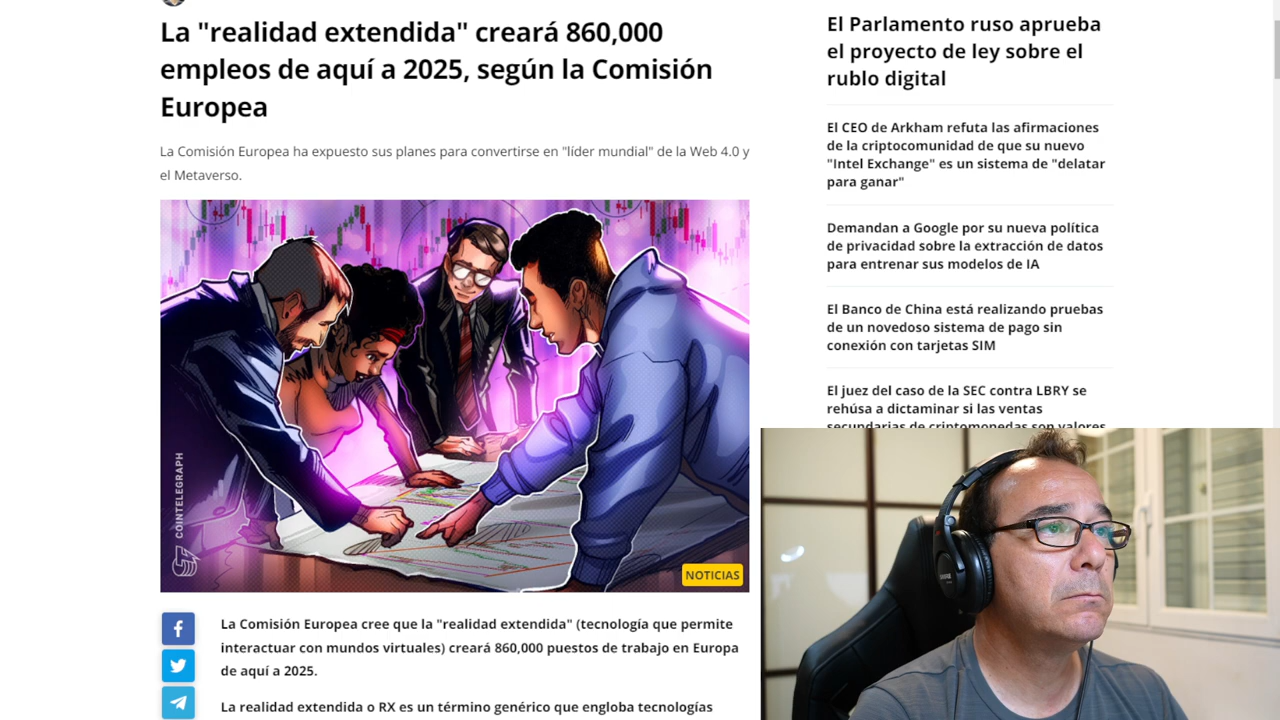 La "realidad extendida" creará 860,000
empleos de aquí a 2025, según la Comisión
Europea
La Comisión Europea ha expuesto sus planes para convertirse en "líder mundial" de la Web 4.0 y
el Metaverso.
COINTELEGRAPH
NOTICIAS
La Comisión Europea cree que la "realidad extendida" (tecnología que permite
interactuar con mundos virtuales) creará 860,000 puestos de trabajo en Europa
de aquí a 2025.
La realidad extendida o RX es un término genérico que engloba tecnologías
El Parlamento ruso aprueba
el proyecto de ley sobre el
rublo digital
El CEO de Arkham refuta las afirmaciones
de la criptocomunidad de que su nuevo
"Intel Exchange" es un sistema de "delatar
para ganar"
Demandan a Google por su nueva política
de privacidad sobre la extracción de datos
para entrenar sus modelos de IA
El Banco de China está realizando pruebas
de un novedoso sistema de pago sin
conexión con tarjetas SIM
El juez del caso de la SEC contra LBRY se
rehúsa a dictaminar si las ventas
secundarias de criptomonedas son valores